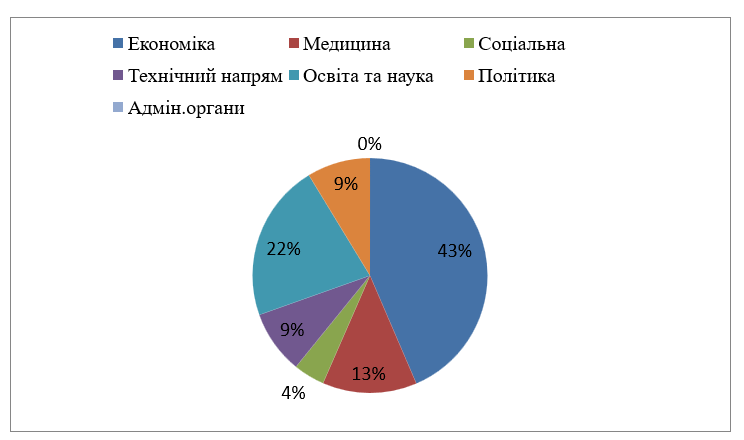 Економіка Медицина Соціальна
Технічний напрям Освіта та наука Політика
Адмін.органи
0%
9%
43%
22%
9%
13%
4%